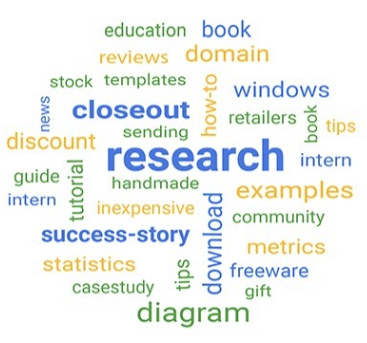 education book
reviews domain
stock templates how-to windows
news closeout retailers book tips
sending
discount research intern
guide tutorial handmade examples
intern inexpensive download community
success-story metrics
statistics tips freeware
casestudy gift
diagram